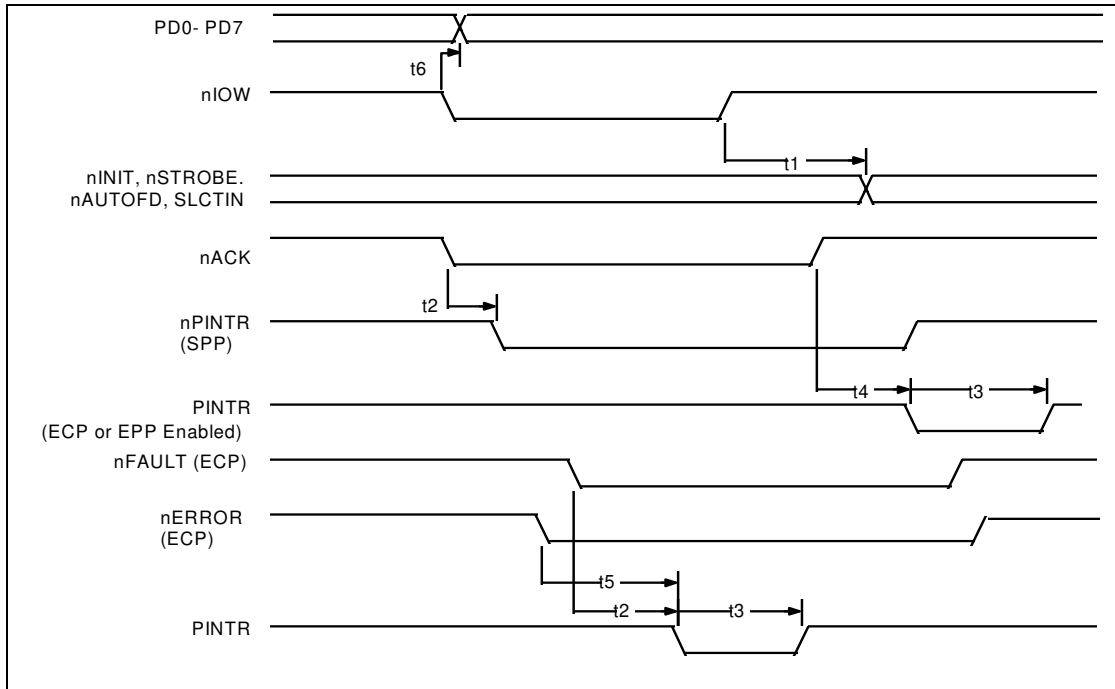 PD0- PD7
t6
nIOW
t1
nINIT, nSTROBE.
nAUTOFD, SLCTIN
nACK
t2
nPINTR
(SPP)
t4
t3
PINTR
(ECP or EPP Enabled)
nFAULT (ECP)
nERROR
(ECP)
t5
t2
t3
PINTR